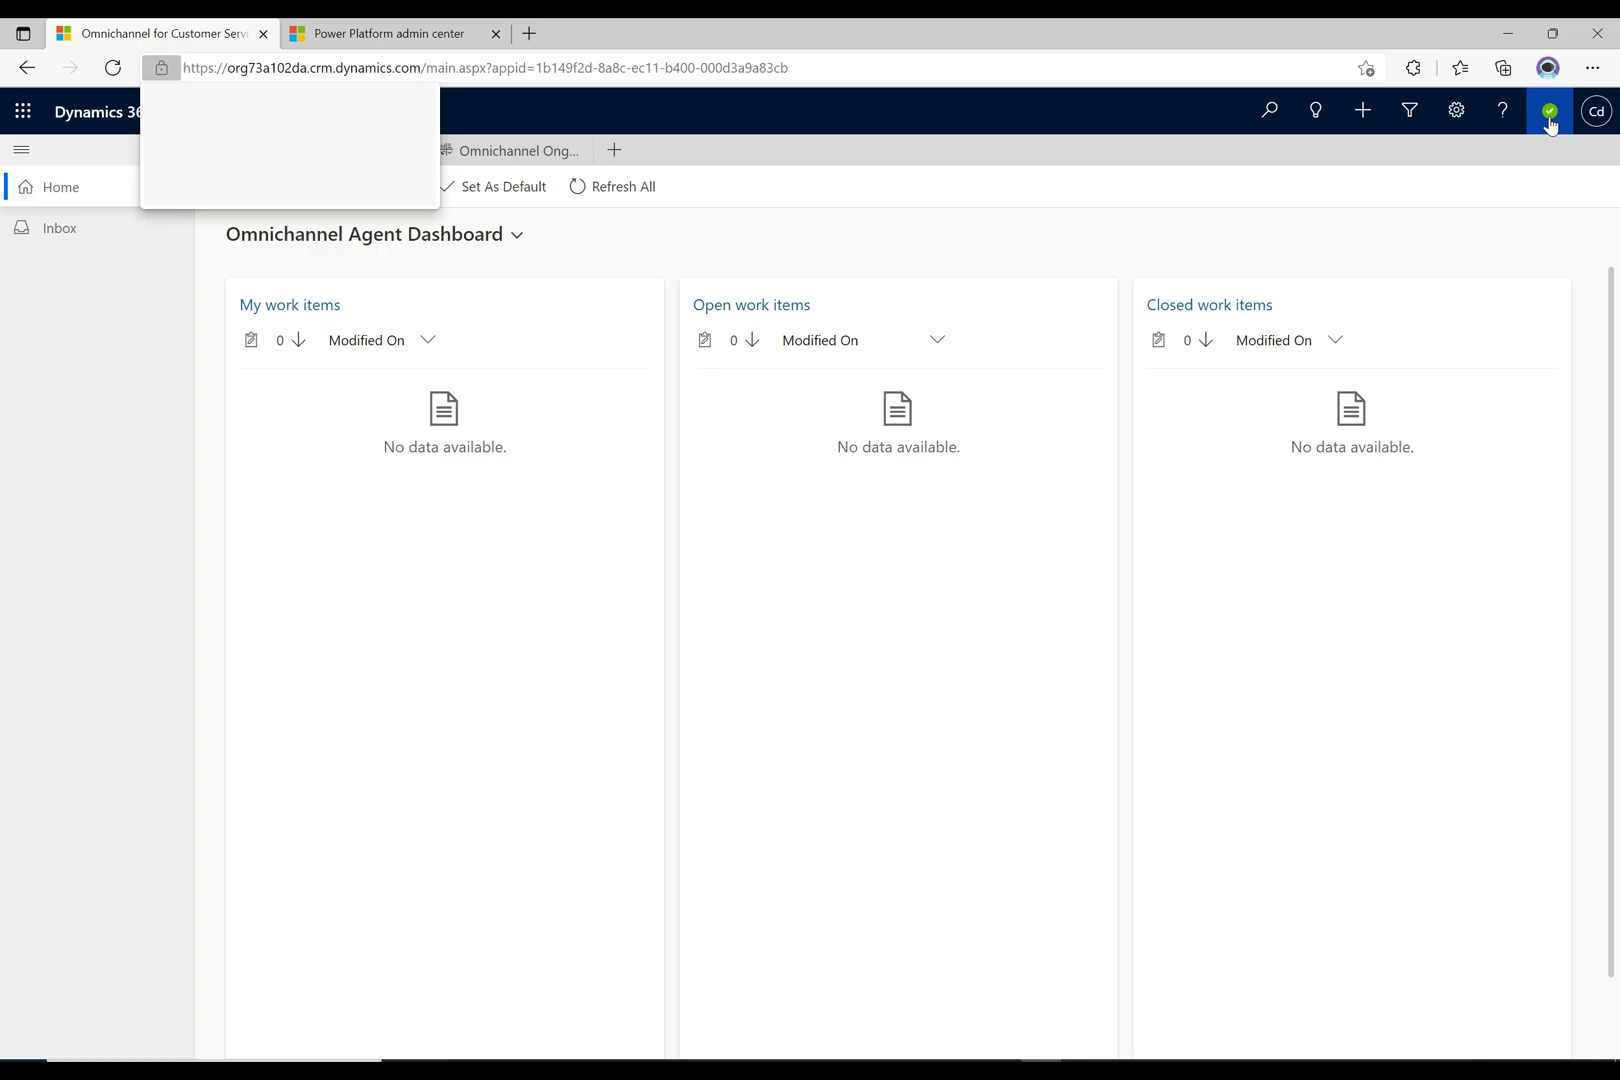 Omnichannel for Customer Servi
Power Platform admin center
https://org73a102da.crm.dynamics.com/main.aspx?appid=1b149f2d-8a8c-ec11-b400-000d3a9a83cb
Dynamics 36
Cd
Omnichannel Ong...
Home
Set As Default
Refresh All
Inbox
Omnichannel Agent Dashboard
My work items
0
Modified On
No data available.
Open work items
0
Modified On
No data available.
Closed work items
0
Modified On
No data available.